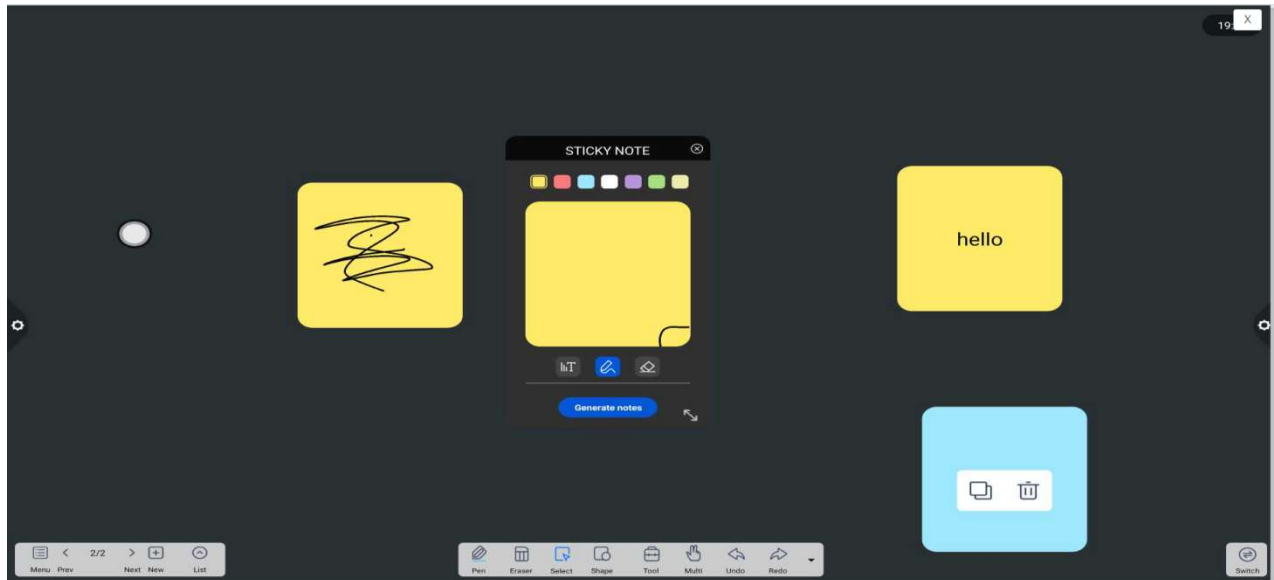 19:
X
STICKY NOTE
hello
lııT
Generate notes
2/2
Menu Prev Next New List
Pen Eraser Select Shape Tool Multi Undo Redo
Switch